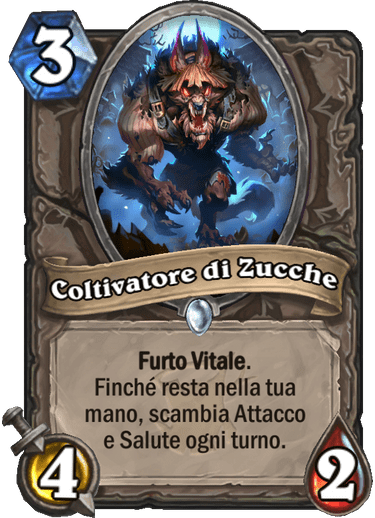 3
Coltivatore di Zucche
Furto Vitale.
Finché resta nella tua
mano, scambia Attacco
e Salute ogni turno.
4
2